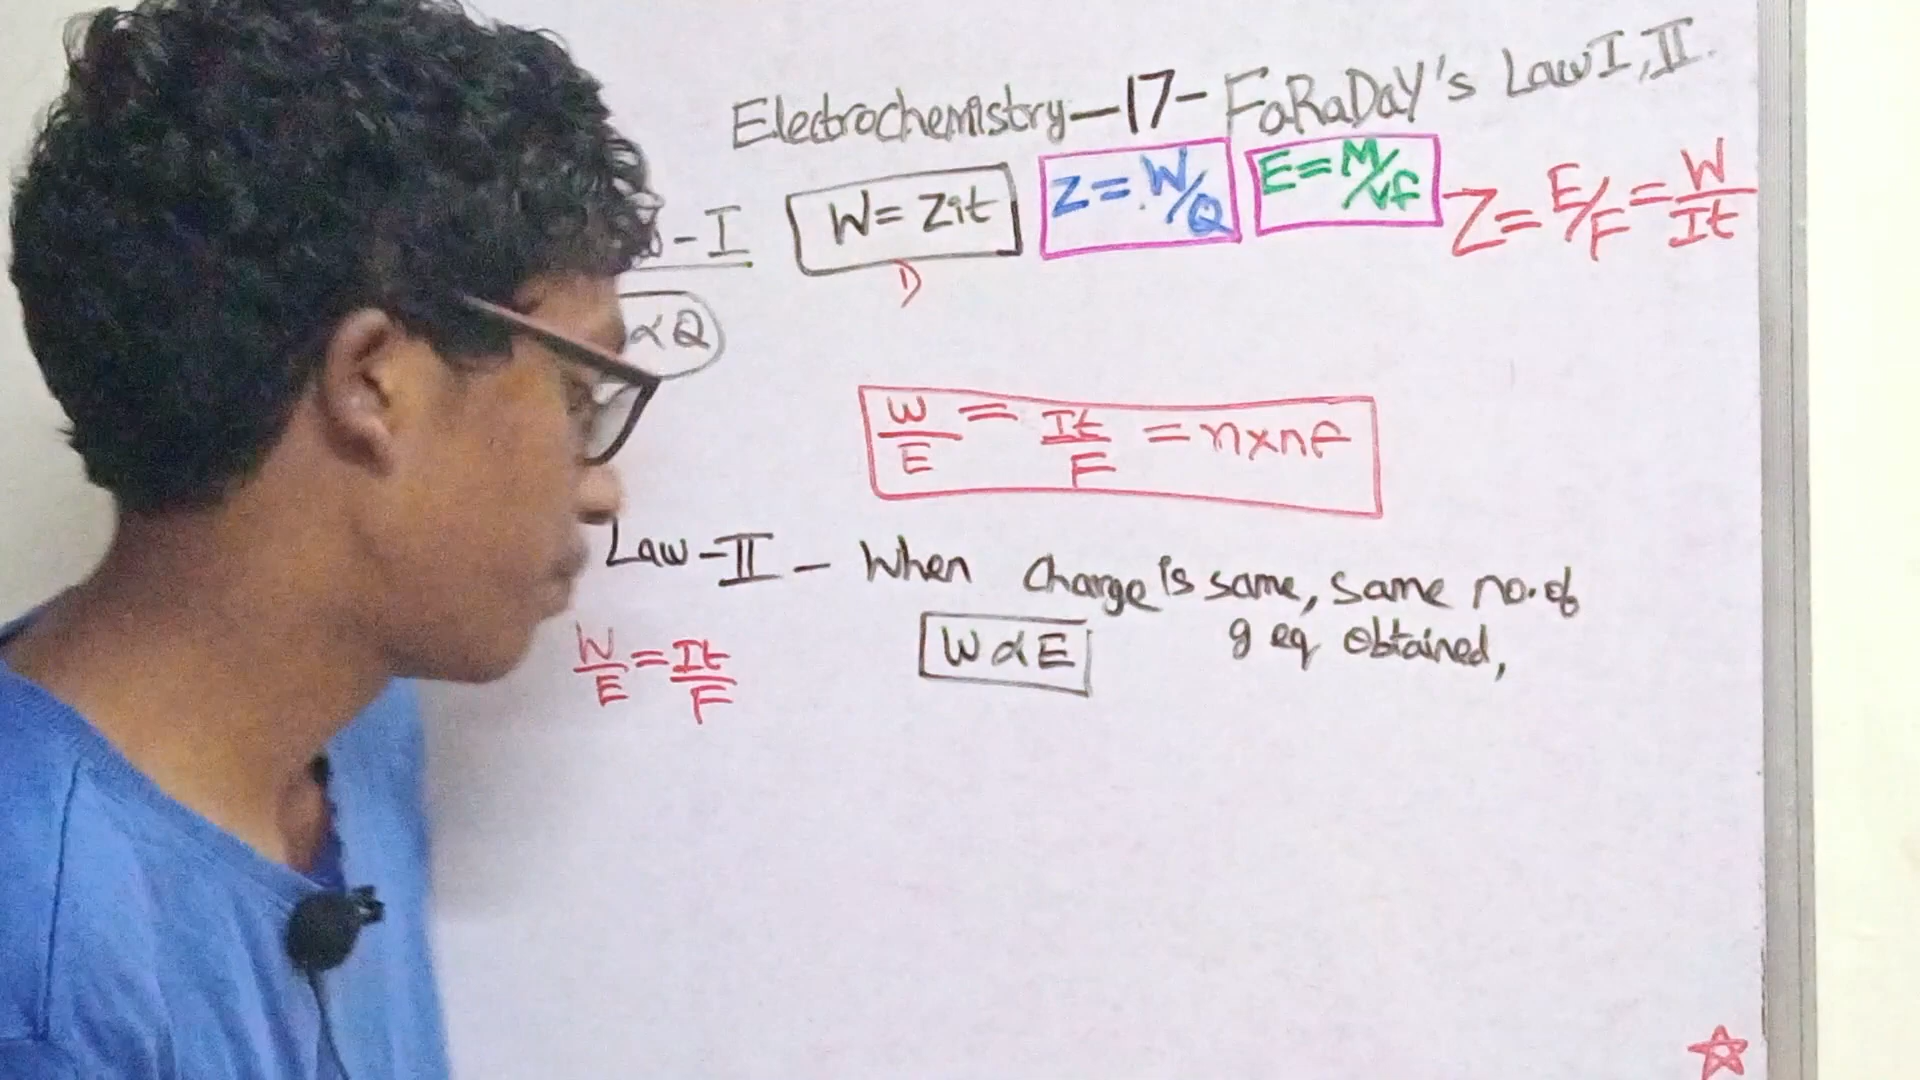 Electrochemistry-17- FaRaDaY's Law I, II.
-I W= Zit Z= W/Q E= M/vf Z= E/F = W/It
∝Q
W/E = It/F = n×nf
Law-II - When charge is same, same no. of
W ∝ E g eq obtained,
W/E = It/F